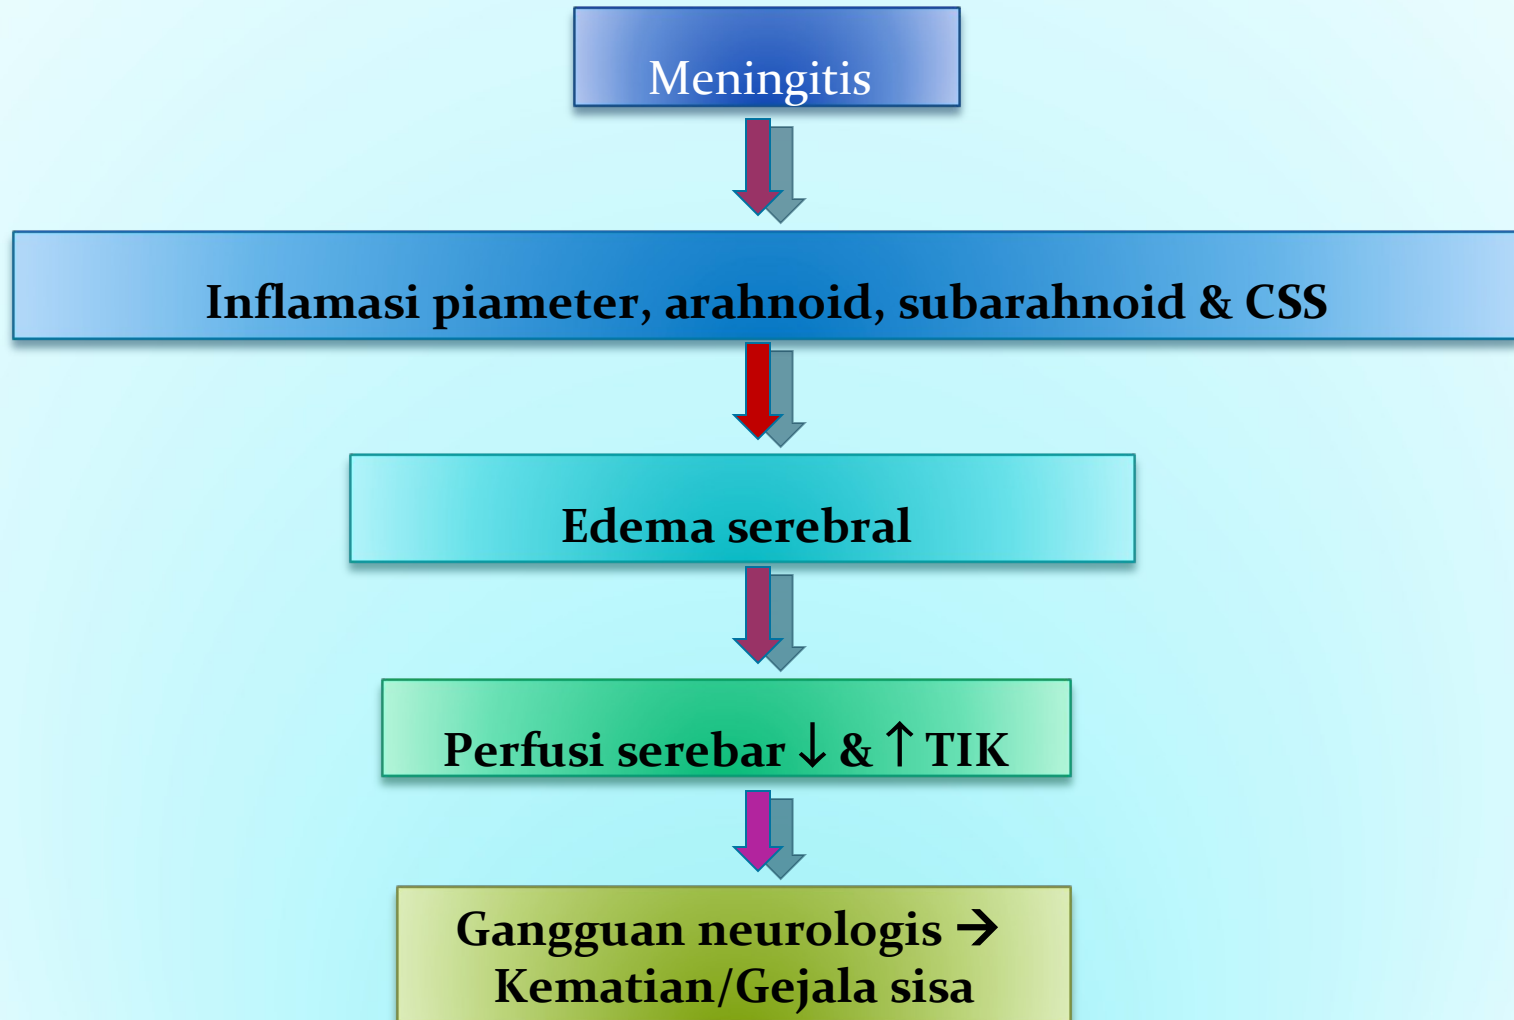 Meningitis
Inflamasi piameter, arahnoid, subarahnoid & CSS
Edema serebral
Perfusi serebar ↓ & ↑ TIK
Gangguan neurologis →
Kematian/Gejala sisa